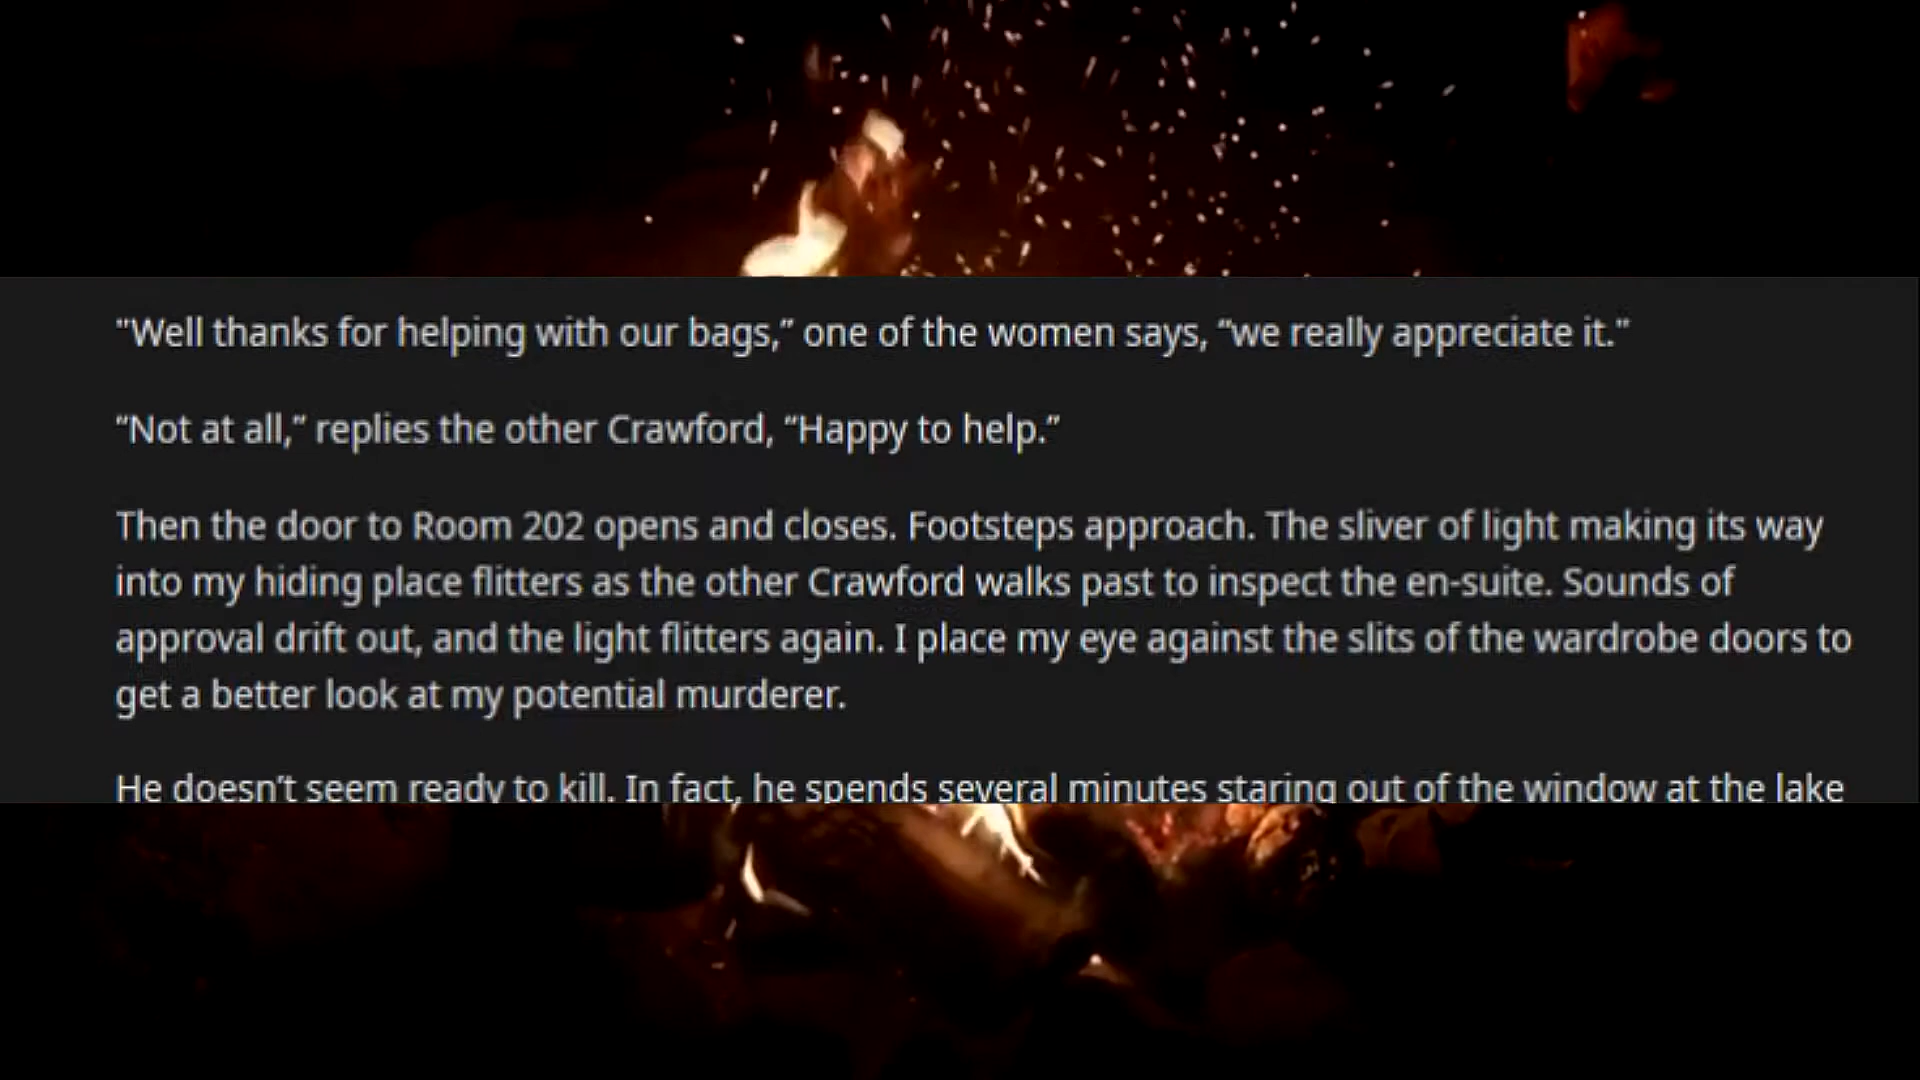 "Well thanks for helping with our bags,” one of the women says, “we really appreciate it.”
“Not at all,” replies the other Crawford, “Happy to help.”
Then the door to Room 202 opens and closes. Footsteps approach. The sliver of light making its way
into my hiding place flitters as the other Crawford walks past to inspect the en-suite. Sounds of
approval drift out, and the light flitters again. I place my eye against the slits of the wardrobe doors to
get a better look at my potential murderer.
He doesn’t seem ready to kill. In fact, he spends several minutes staring out of the window at the lake